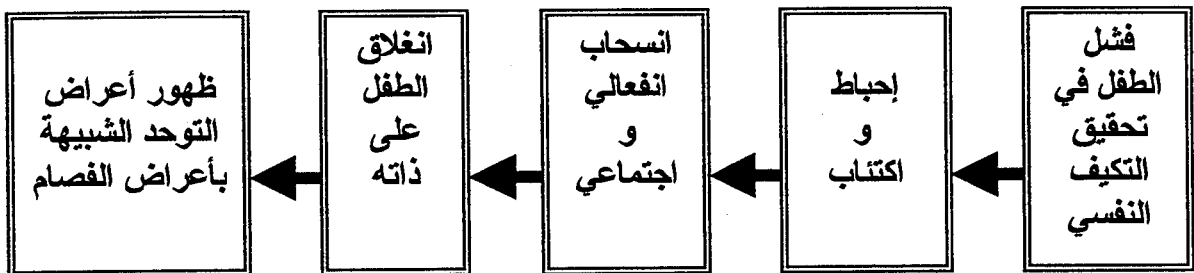 فشل
الطفل في
تحقيق
التكيف
النفسي
إحباط
و
اكتئاب
انسحاب
انفعالي
و
اجتماعي
انغلاق
الطفل
على
ذاته
ظهور أعراض
التوحد الشبيهة
بأعراض الفصام